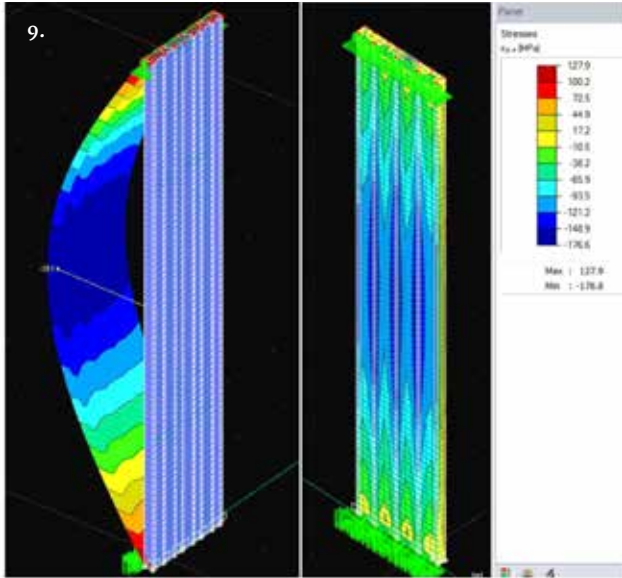 9.
Panel
Stresses
[MPa]
127.9
100.2
72.5
44.9
17.2
-10.5
-38.2
-65.9
-93.5
-121.2
-148.9
-176.6
Max : 127.9
Min : -176.6